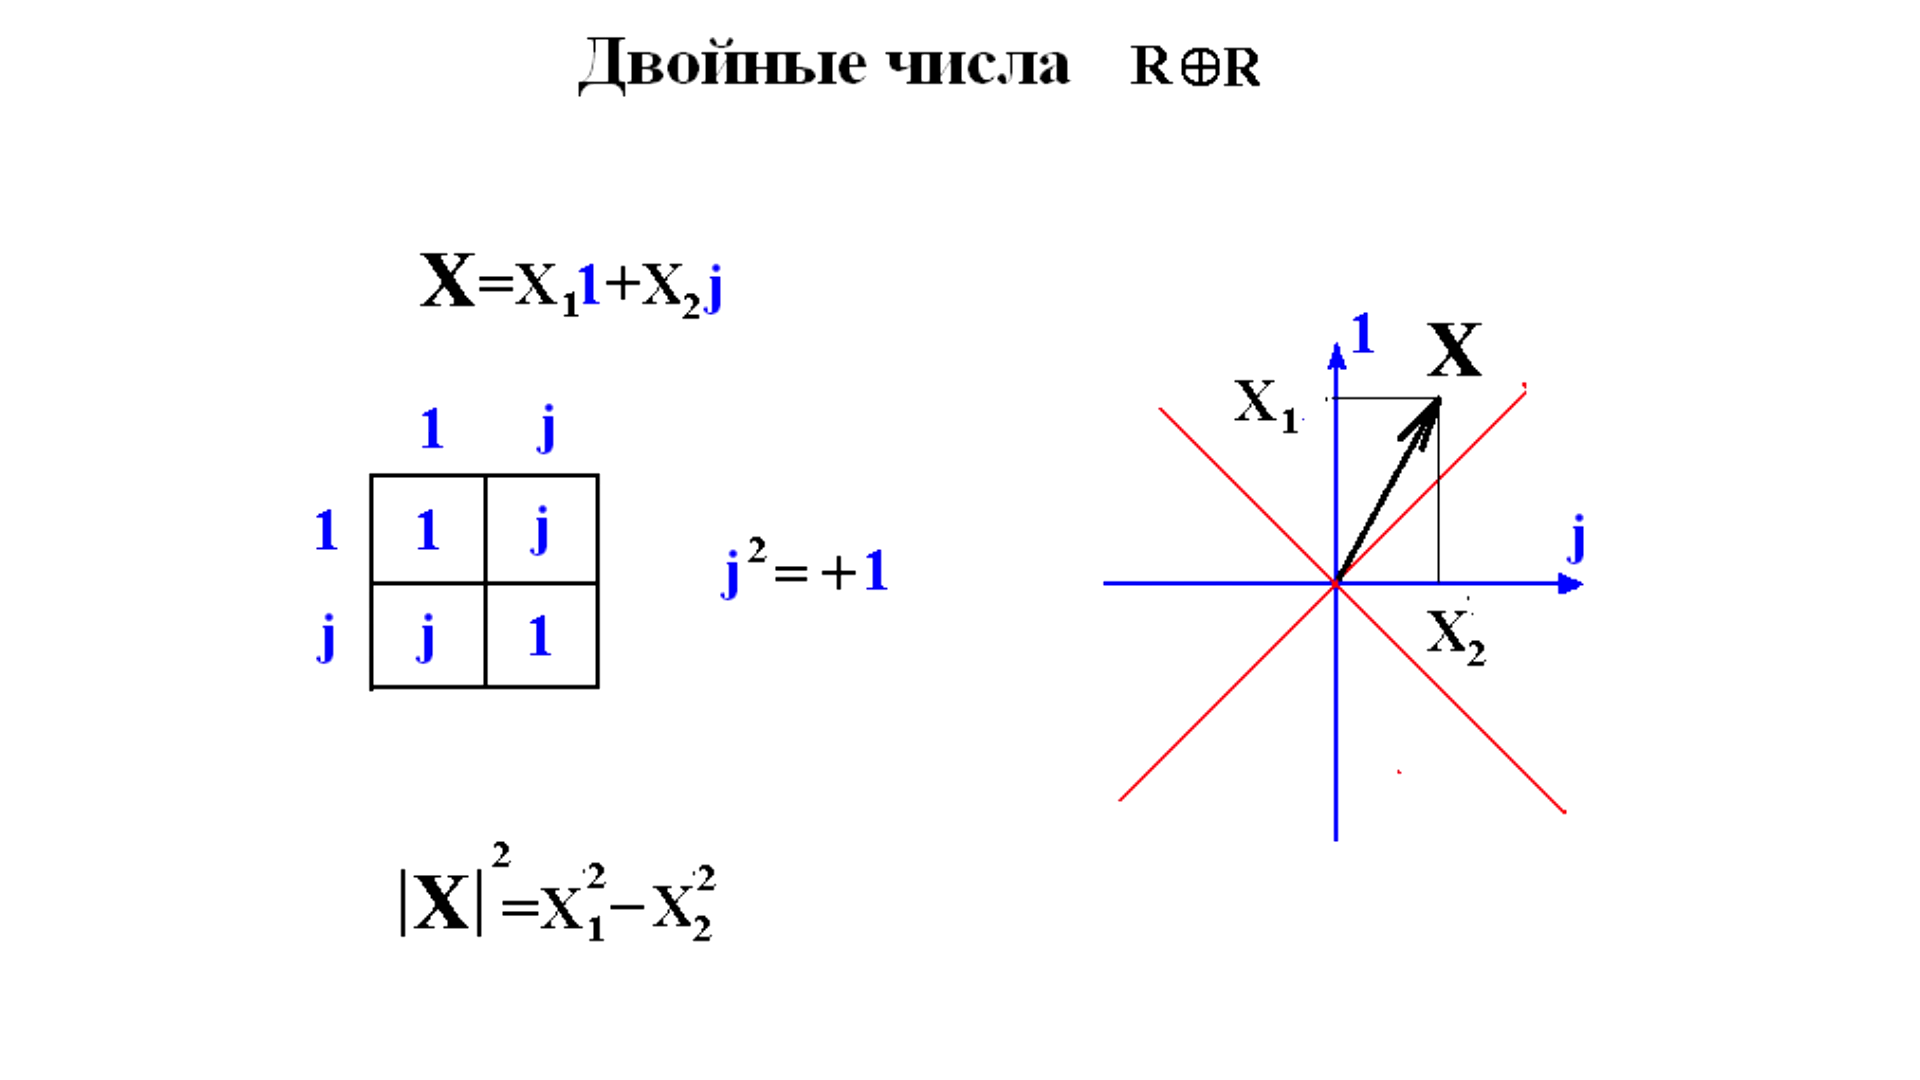 Двойные числа R⊕R
X=X₁1+X₂j
1 j
1 1 j
j j 1
j²=+1
|X|²=X₁²−X₂²
1
X
X₁
j
X₂